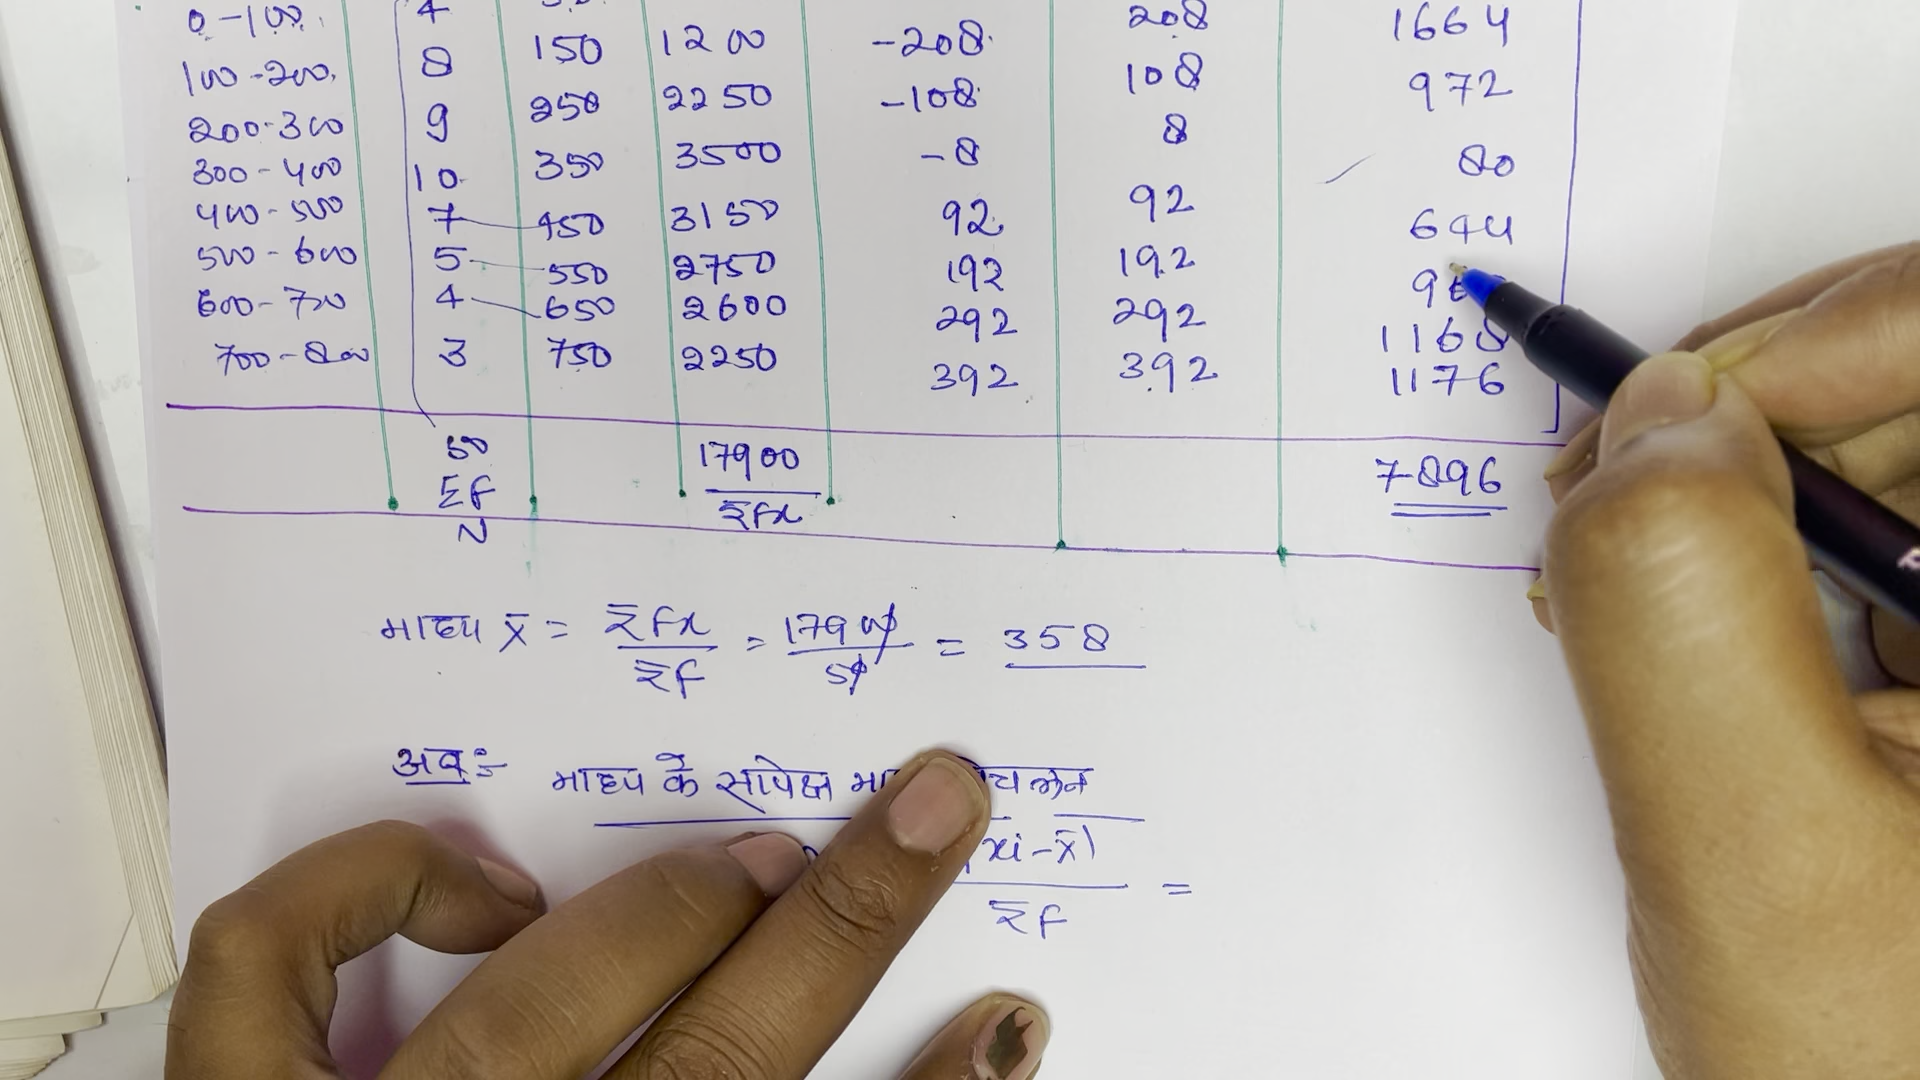 0-100 4
100-200 8 150 1200 -208 208 1664
200-300 9 250 2250 -108 108 972
300-400 10 350 3500 -8 8 80
400-500 7 450 3150 92 92 644
500-600 5 550 2750 192 192
600-700 4 650 2600 292 292 1168
700-800 3 750 2250 392 392 1176
50 17900 7896
Σf Σfx
N
माध्य x̄ = Σfx / Σf = 17900 / 50 = 358
अब :- माध्य के सापेक्ष
xi - x̄| / Σf =